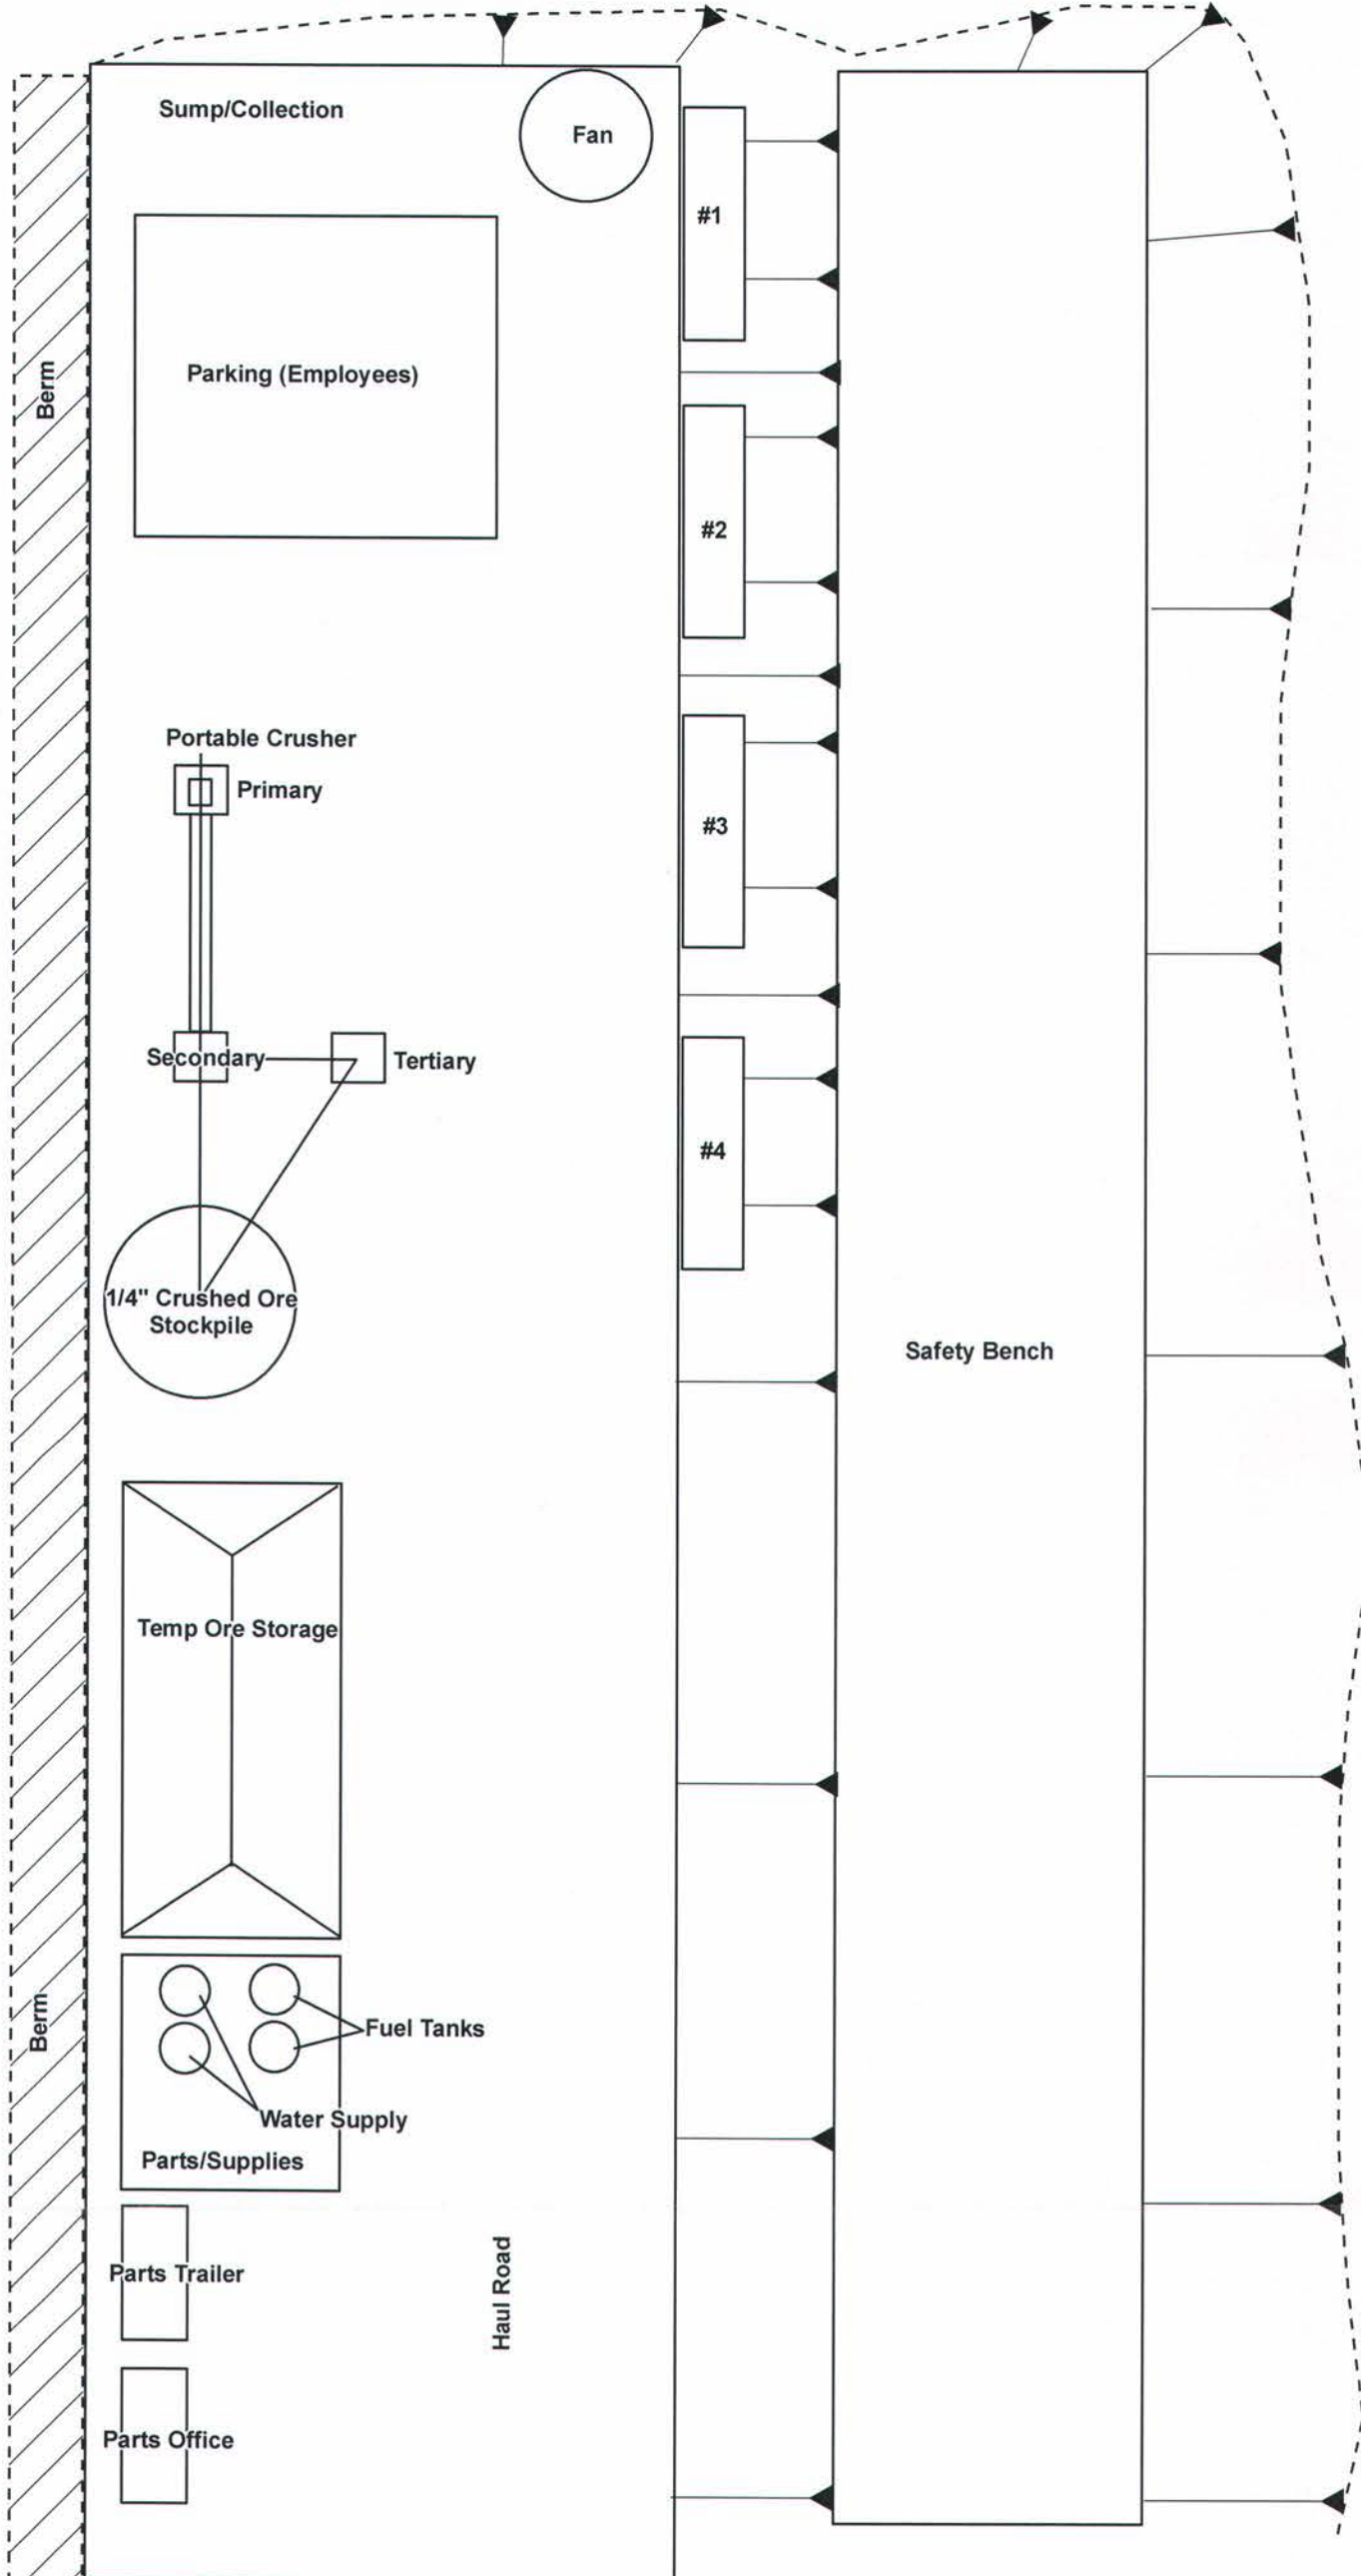 Sump/Collection
Fan
#1
Parking (Employees)
Berm
#2
Portable Crusher
Primary
#3
Secondary
Tertiary
#4
1/4" Crushed Ore
Stockpile
Safety Bench
Temp Ore Storage
Berm
Fuel Tanks
Water Supply
Parts/Supplies
Parts Trailer
Haul Road
Parts Office